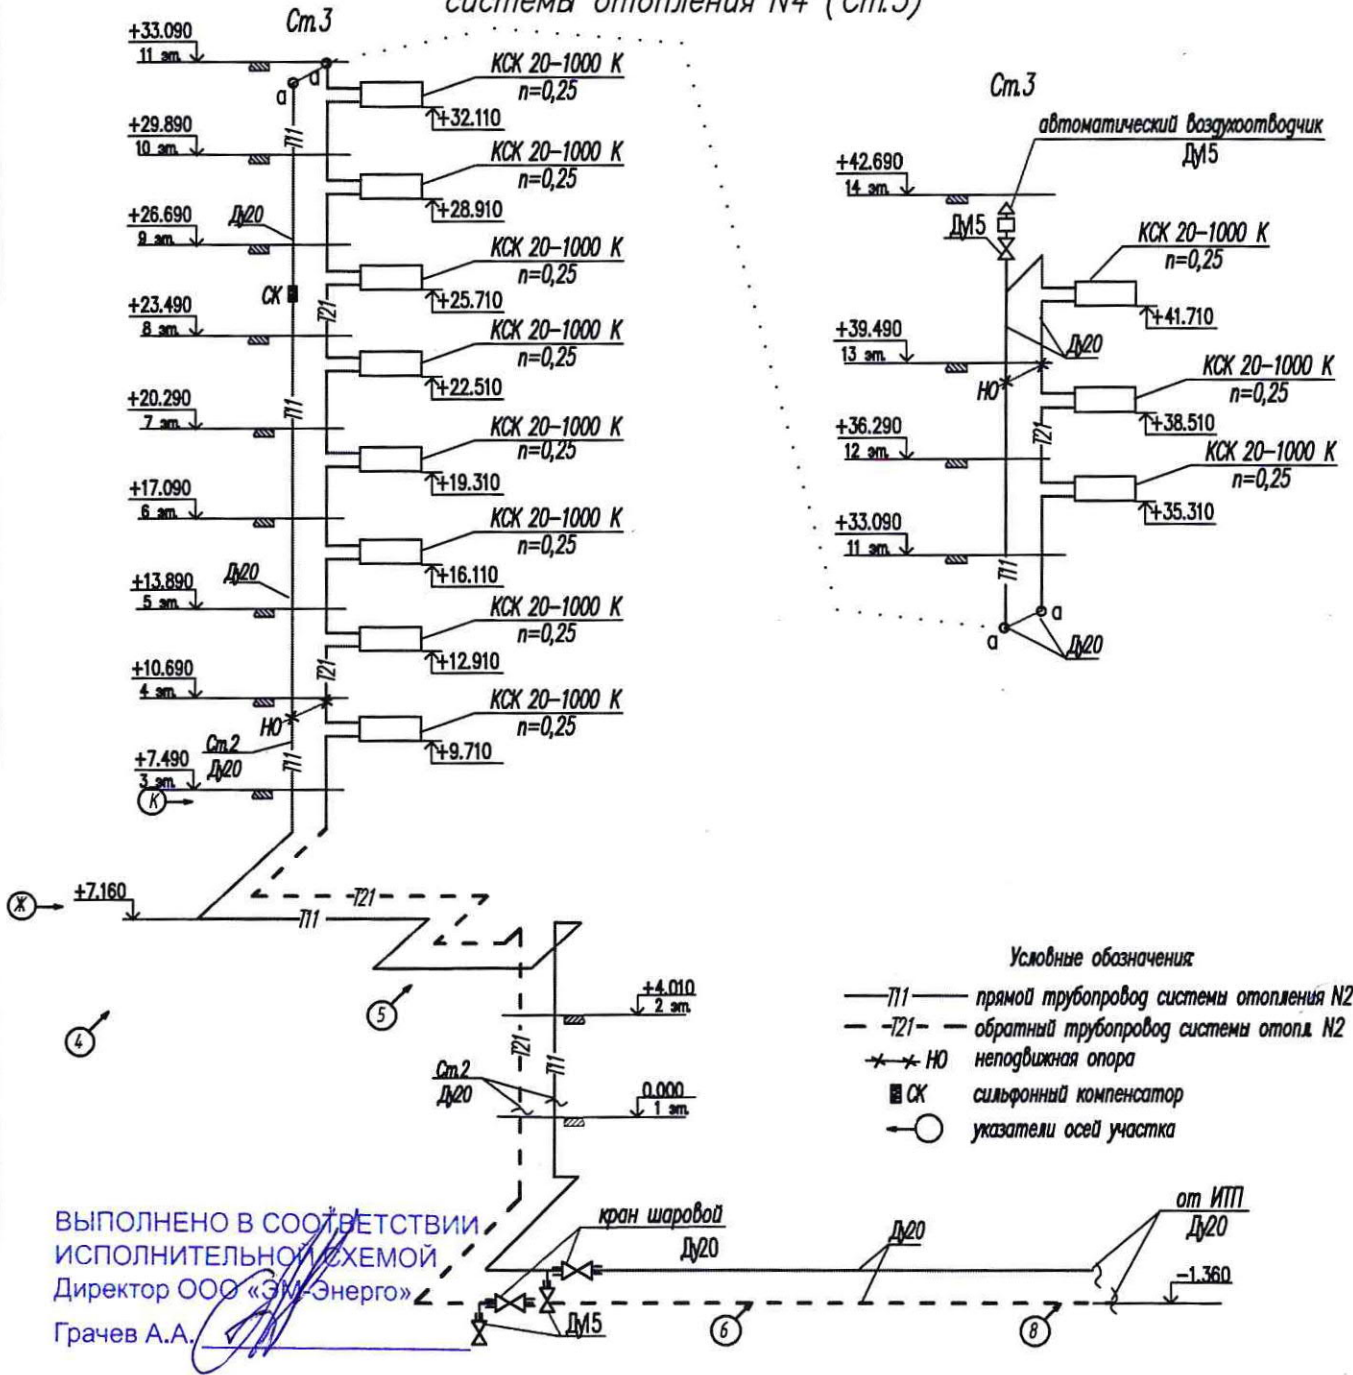 системы отопления N4 (Ст.3)
Ст.3
+33.090
11 эт.
а
а
КСК 20-1000 К
n=0,25
+32.110
Т11
+29.890
10 эт.
КСК 20-1000 К
n=0,25
+28.910
+26.690
9 эт.
Ду20
КСК 20-1000 К
n=0,25
+25.710
СК
Т21
+23.490
8 эт.
КСК 20-1000 К
n=0,25
+22.510
+20.290
7 эт.
Т11
КСК 20-1000 К
n=0,25
+19.310
+17.090
6 эт.
КСК 20-1000 К
n=0,25
+16.110
+13.890
5 эт.
Ду20
КСК 20-1000 К
n=0,25
+12.910
Т21
+10.690
4 эт.
НО
КСК 20-1000 К
n=0,25
+9.710
Ст.2
Ду20
Т11
+7.490
3 эт.
К
Ст.3
автоматический воздухоотводчик
Ду15
+42.690
14 эт.
Ду15
КСК 20-1000 К
n=0,25
+41.710
+39.490
13 эт.
Ду20
НО
КСК 20-1000 К
n=0,25
+38.510
Т21
+36.290
12 эт.
КСК 20-1000 К
n=0,25
+35.310
+33.090
11 эт.
Т11
а
а
Ду20
Ж
+7.160
Т21
Т11
4
5
+4.010
2 эт.
Т21
Т11
Ст.2
Ду20
0.000
1 эт.
Условные обозначения:
Т11 прямой трубопровод системы отопления N2
Т21 обратный трубопровод системы отопл. N2
НО неподвижная опора
СК сильфонный компенсатор
указатели осей участка
кран шаровой
Ду20
Ду20
от ИТП
Ду20
-1.360
Ду15
6
8
ВЫПОЛНЕНО В СООТВЕТСТВИИ
ИСПОЛНИТЕЛЬНОЙ СХЕМОЙ
Директор ООО «ЭМ-Энерго»
Грачев А.А.